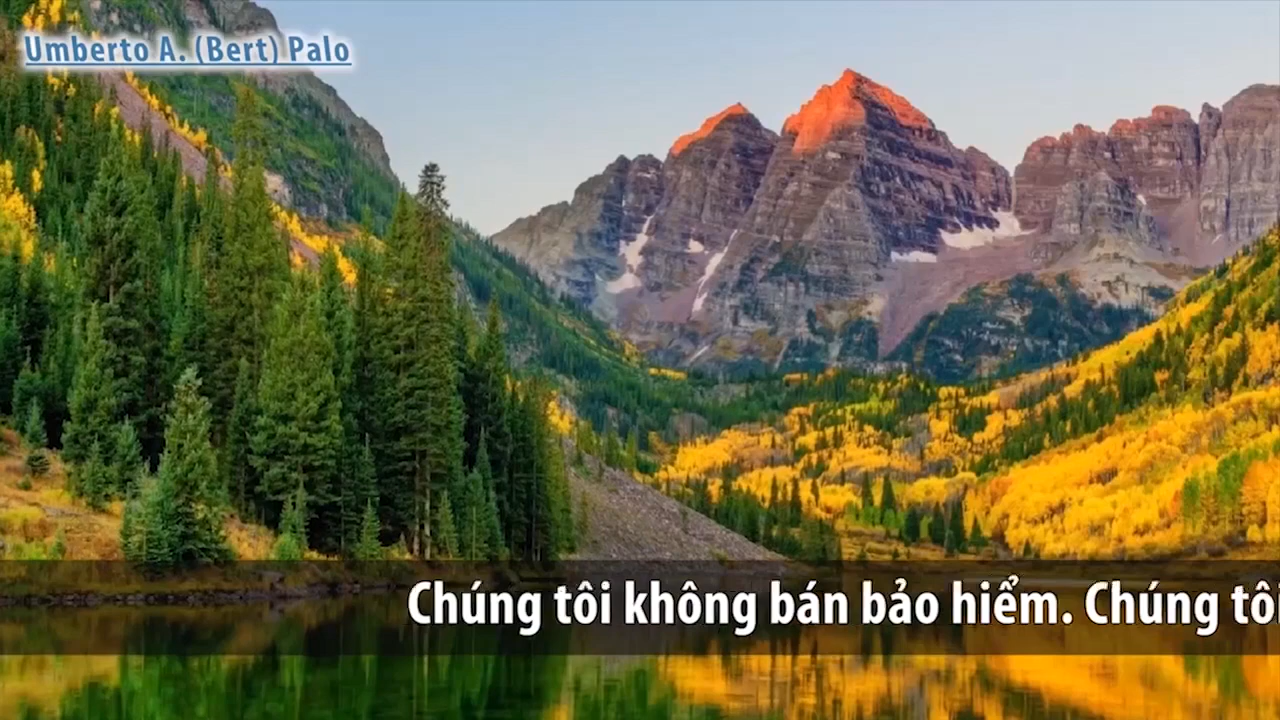 Umberto A. (Bert) Palo
Chúng tôi không bán bảo hiểm. Chúng tôi